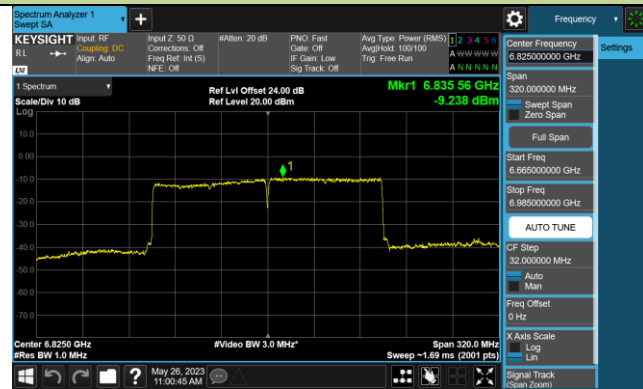 Spectrum Analyzer 1
Swept SA
Frequency
KEYSIGHT
RL
LXI
Input: RF
Coupling: DC
Align: Auto
Input Z: 50 Ω
Corrections: Off
Freq Ref: Int (S)
NFE: Off
#Atten: 20 dB
PNO: Fast
Gate: Off
IF Gain: Low
Sig Track: Off
Avg Type: Power (RMS)
Avg|Hold: 100/100
Trig: Free Run
1 2 3 4 5 6
A W W W W W
A N N N N N
1 Spectrum
Scale/Div 10 dB
Log
Ref Lvl Offset 24.00 dB
Ref Level 20.00 dBm
Mkr1 6.835 56 GHz
-9.238 dBm
1
10.0
0.00
-10.0
-20.0
-30.0
-40.0
-50.0
-60.0
-70.0
Center 6.8250 GHz
#Res BW 1.0 MHz
#Video BW 3.0 MHz*
Span 320.0 MHz
Sweep ~1.69 ms (2001 pts)
May 26, 2023
11:00:45 AM
Center Frequency
6.825000000 GHz
Settings
Span
320.000000 MHz
Swept Span
Zero Span
Full Span
Start Freq
6.665000000 GHz
Stop Freq
6.985000000 GHz
AUTO TUNE
CF Step
32.000000 MHz
Auto
Man
Freq Offset
0 Hz
X Axis Scale
Log
Lin
Signal Track
(Span Zoom)